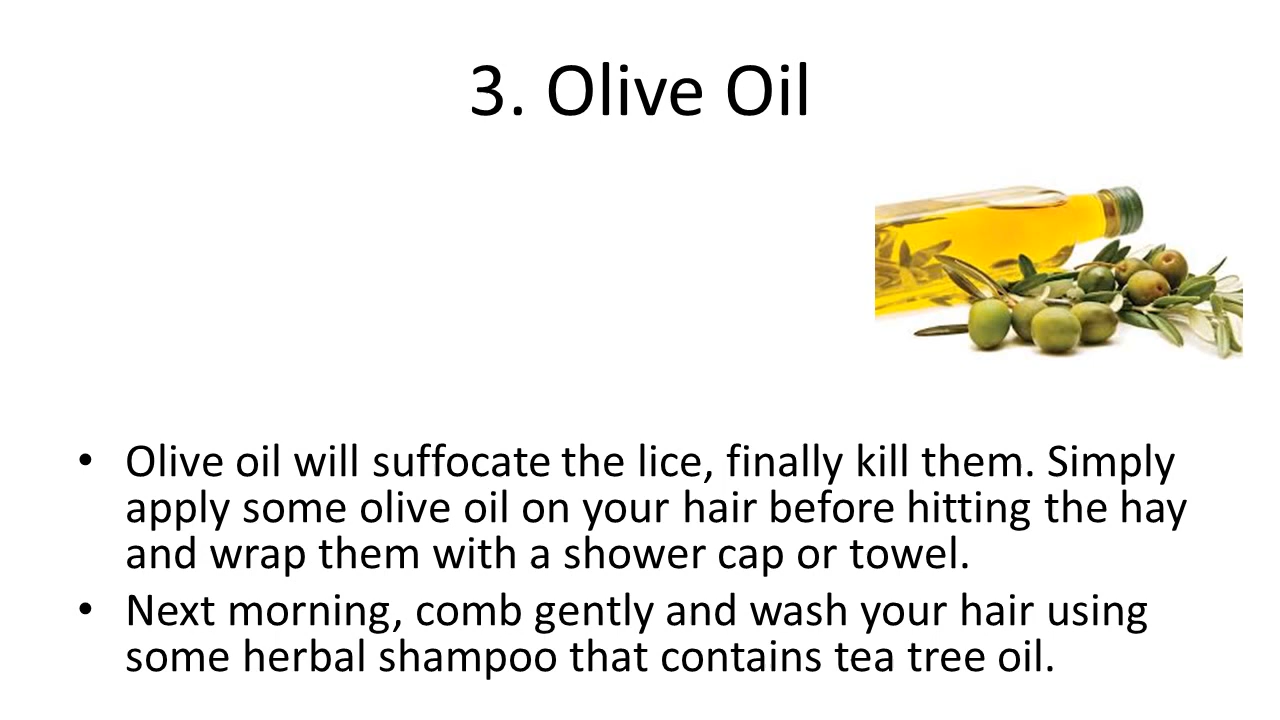 3. Olive Oil
• Olive oil will suffocate the lice, finally kill them. Simply
apply some olive oil on your hair before hitting the hay
and wrap them with a shower cap or towel.
• Next morning, comb gently and wash your hair using
some herbal shampoo that contains tea tree oil.